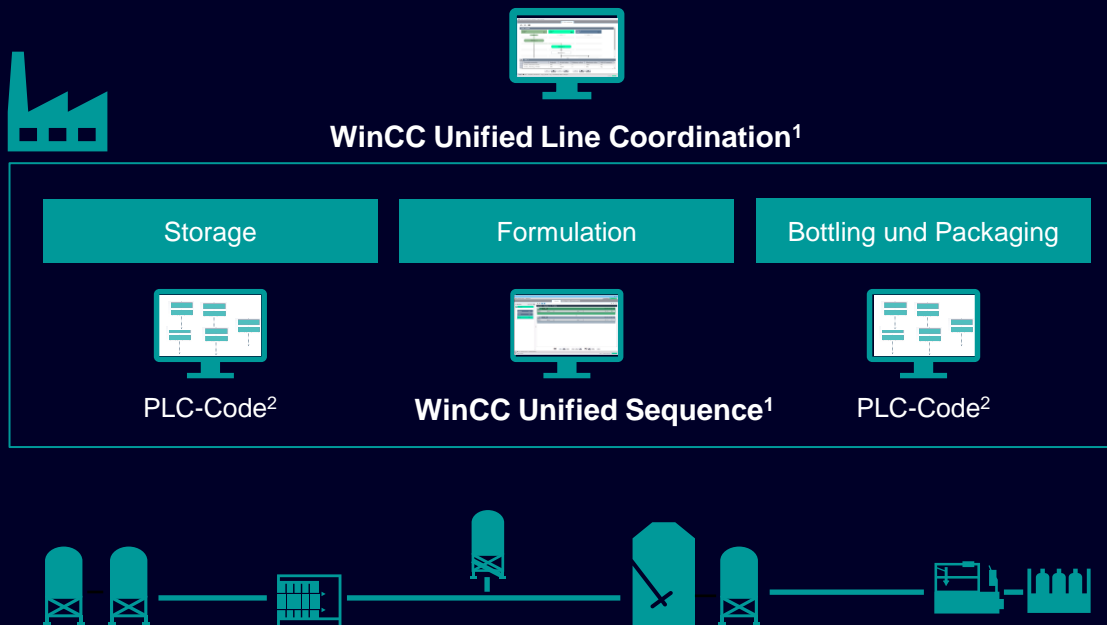 WinCC Unified Line Coordination¹
Storage
Formulation
Bottling und Packaging
PLC-Code²
WinCC Unified Sequence¹
PLC-Code²